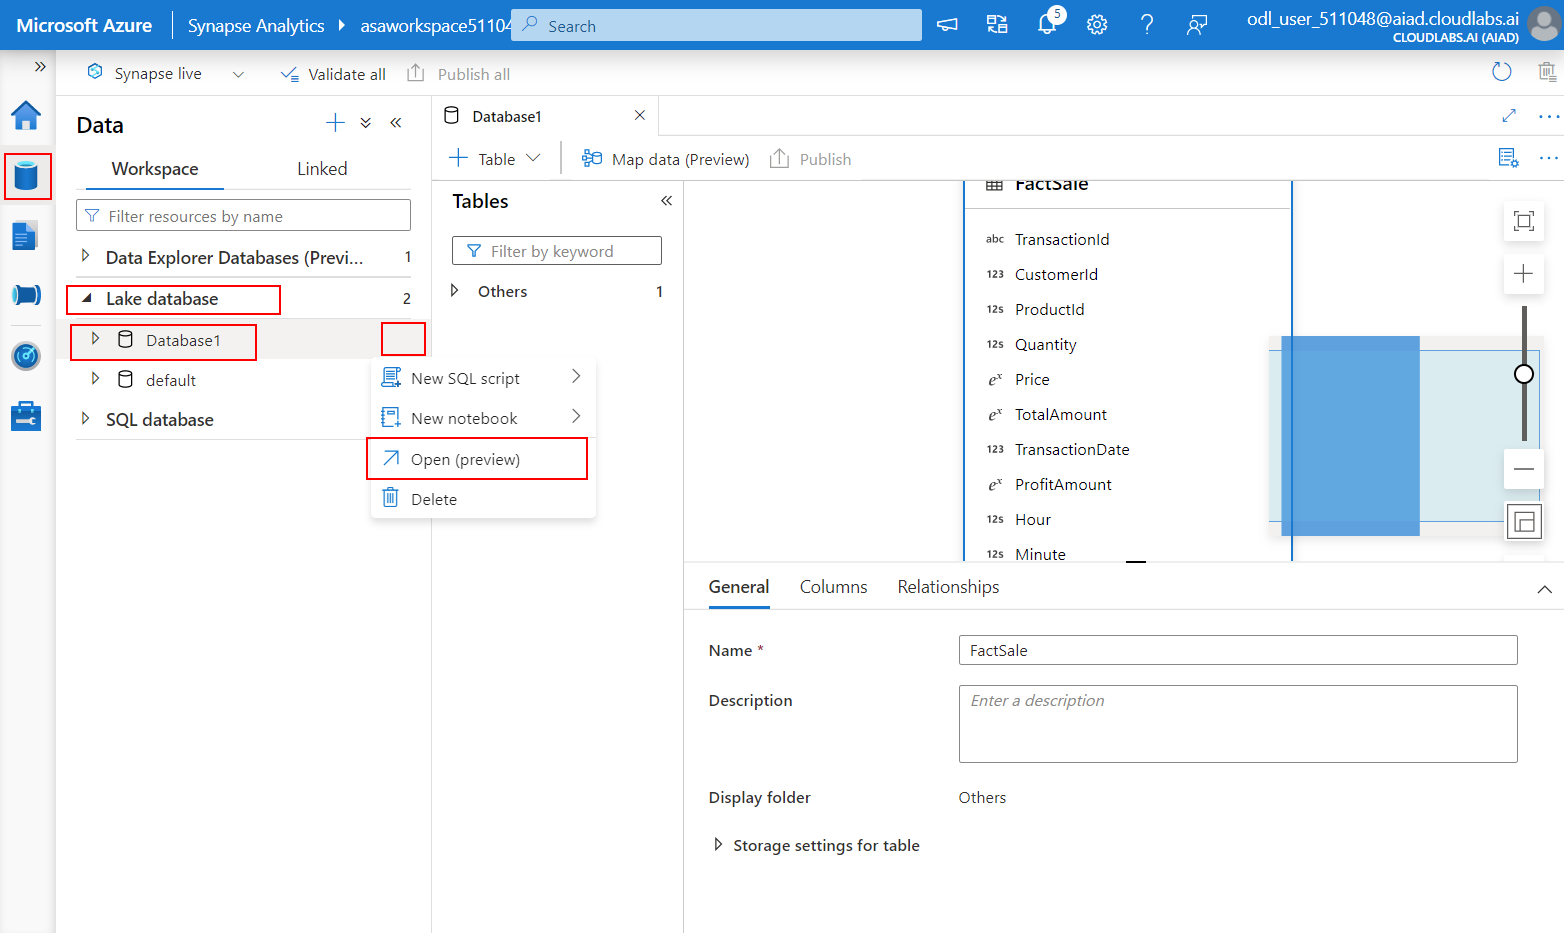 Microsoft Azure
Synapse Analytics
asaworkspace51104
Search
5
odl_user_511048@aiad.cloudlabs.ai
CLOUDLABS.AI (AIAD)
Synapse live
Validate all
Publish all
Data
Workspace
Linked
Filter resources by name
Data Explorer Databases (Previ...
1
Lake database
2
Database1
default
SQL database
New SQL script
New notebook
Open (preview)
Delete
Database1
Table
Map data (Preview)
Publish
Tables
Filter by keyword
Others
1
FactSale
abc TransactionId
123 CustomerId
12s ProductId
12s Quantity
eˣ Price
eˣ TotalAmount
123 TransactionDate
eˣ ProfitAmount
12s Hour
12s Minute
General
Columns
Relationships
Name *
FactSale
Description
Enter a description
Display folder
Others
Storage settings for table